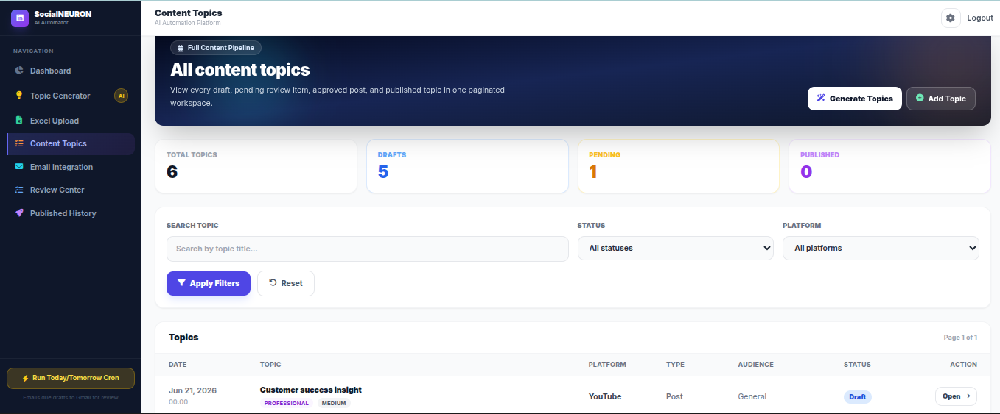 SocialNEURON
AI Automator
NAVIGATION
Dashboard
Topic Generator
AI
Excel Upload
Content Topics
Email Integration
Review Center
Published History
Run Today/Tomorrow Cron
Emails due drafts to Gmail for review
Content Topics
AI Automation Platform
Logout
Full Content Pipeline
All content topics
View every draft, pending review item, approved post, and published topic in one paginated
workspace.
Generate Topics
Add Topic
TOTAL TOPICS
6
DRAFTS
5
PENDING
1
PUBLISHED
0
SEARCH TOPIC
Search by topic title...
STATUS
All statuses
PLATFORM
All platforms
Apply Filters
Reset
Topics
Page 1 of 1
DATE TOPIC PLATFORM TYPE AUDIENCE STATUS ACTION
Jun 21, 2026
00:00
Customer success insight
PROFESSIONAL MEDIUM
YouTube
Post
General
Draft
Open →